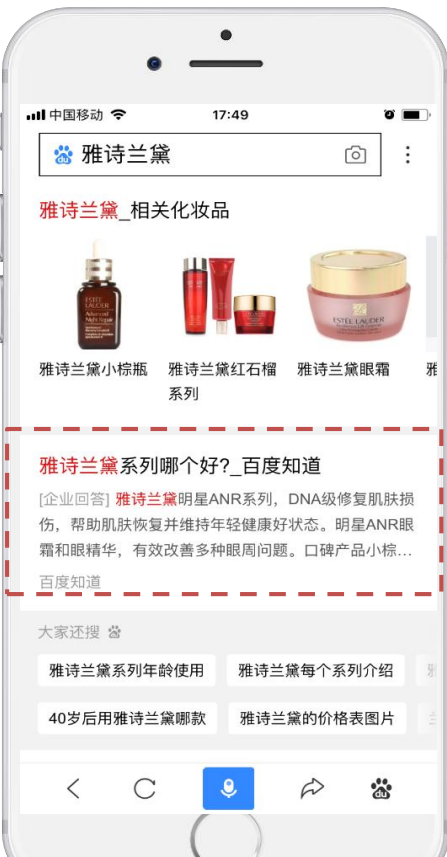 中国移动 17:49
雅诗兰黛
雅诗兰黛_相关化妆品
ESTĒE LAUDER
Advanced Night Repair
ESTĒE LAUDER
雅诗兰黛小棕瓶 雅诗兰黛红石榴 雅诗兰黛眼霜 雅
系列
雅诗兰黛系列哪个好?_百度知道
[企业回答] 雅诗兰黛明星ANR系列，DNA级修复肌肤损
伤，帮助肌肤恢复并维持年轻健康好状态。明星ANR眼
霜和眼精华，有效改善多种眼周问题。口碑产品小棕...
百度知道
大家还搜
雅诗兰黛系列年龄使用 雅诗兰黛每个系列介绍
40岁后用雅诗兰黛哪款 雅诗兰黛的价格表图片
du